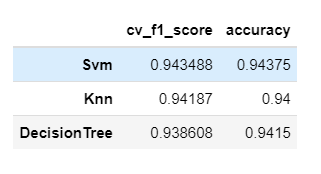 cv_f1_score accuracy
Svm 0.943488 0.94375
Knn 0.94187 0.94
DecisionTree 0.938608 0.9415